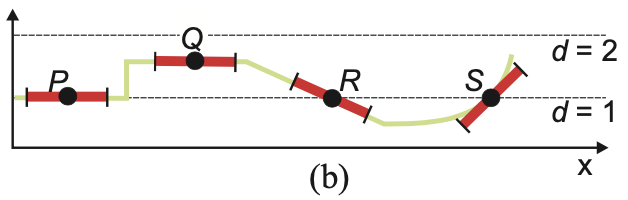 Q
d = 2
P R S
d = 1
x
(b)